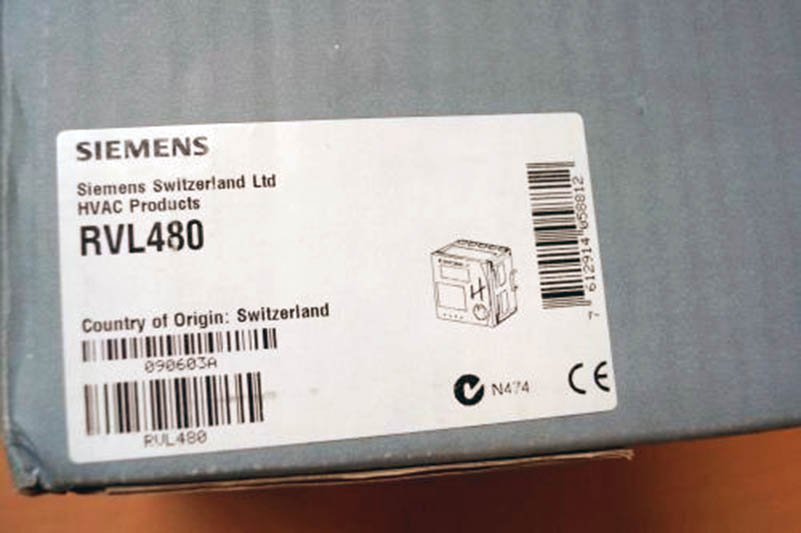 SIEMENS
Siemens Switzerland Ltd
HVAC Products
RVL480
Country of Origin: Switzerland
090603A
RVL480
7 612914 058812
N474
CE